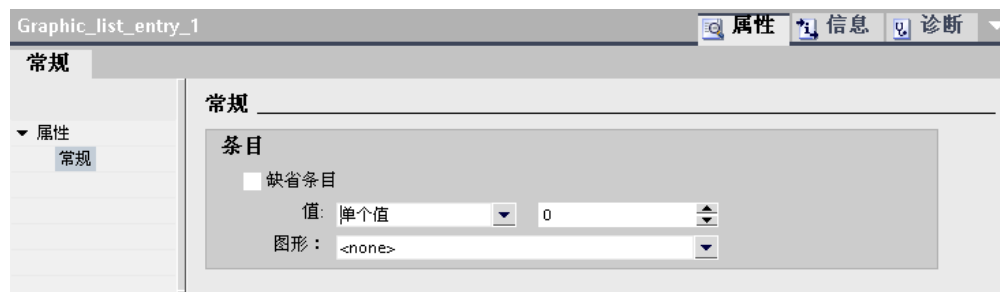 Graphic_list_entry_1 属性 信息 诊断
常规
常规
属性
常规
条目
缺省条目
值: 单个值 0
图形： <none>